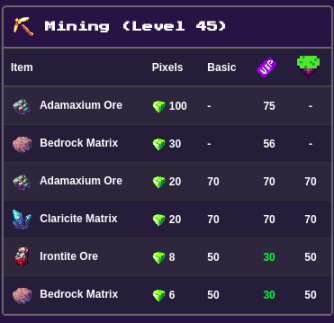 Mining (Level 45)
Item Pixels Basic VIP
Adamaxium Ore 100 - 75 -
Bedrock Matrix 30 - 56 -
Adamaxium Ore 20 70 70 70
Claricite Matrix 20 70 70 70
Irontite Ore 8 50 30 50
Bedrock Matrix 6 50 30 50